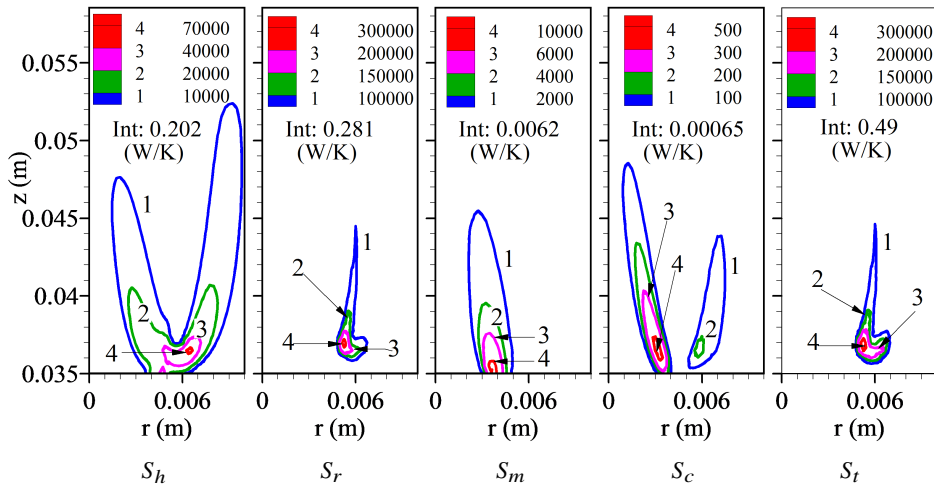 4 70000
3 40000
2 20000
1 10000
Int: 0.202
(W/K)
1
2
3
4
4 300000
3 200000
2 150000
1 100000
Int: 0.281
(W/K)
1
2
4
3
4 10000
3 6000
2 4000
1 2000
Int: 0.0062
(W/K)
1
2
3
4
4 500
3 300
2 200
1 100
Int: 0.00065
(W/K)
3
4
1
2
4 300000
3 200000
2 150000
1 100000
Int: 0.49
(W/K)
1
2
3
4
z (m)
0.055
0.05
0.045
0.04
0.035
0 0.006
0 0.006
0 0.006
0 0.006
0 0.006
r (m)
r (m)
r (m)
r (m)
r (m)
S_h
S_r
S_m
S_c
S_t